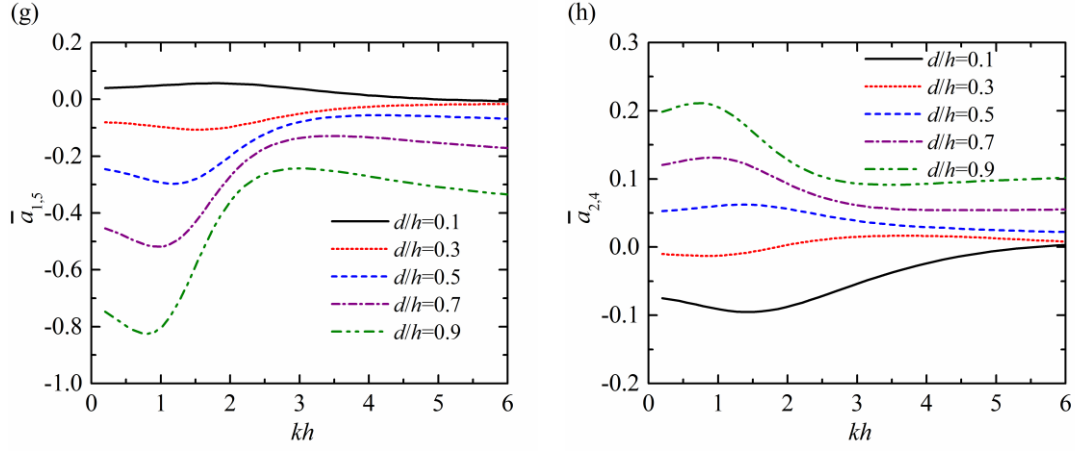 (g)
0.2
0.0
-0.2
-0.4
-0.6
-0.8
-1.0
a̅1,5
d/h=0.1
d/h=0.3
d/h=0.5
d/h=0.7
d/h=0.9
0 1 2 3 4 5 6
kh
(h)
0.3
0.2
0.1
0.0
-0.1
-0.2
a̅2,4
d/h=0.1
d/h=0.3
d/h=0.5
d/h=0.7
d/h=0.9
0 1 2 3 4 5 6
kh